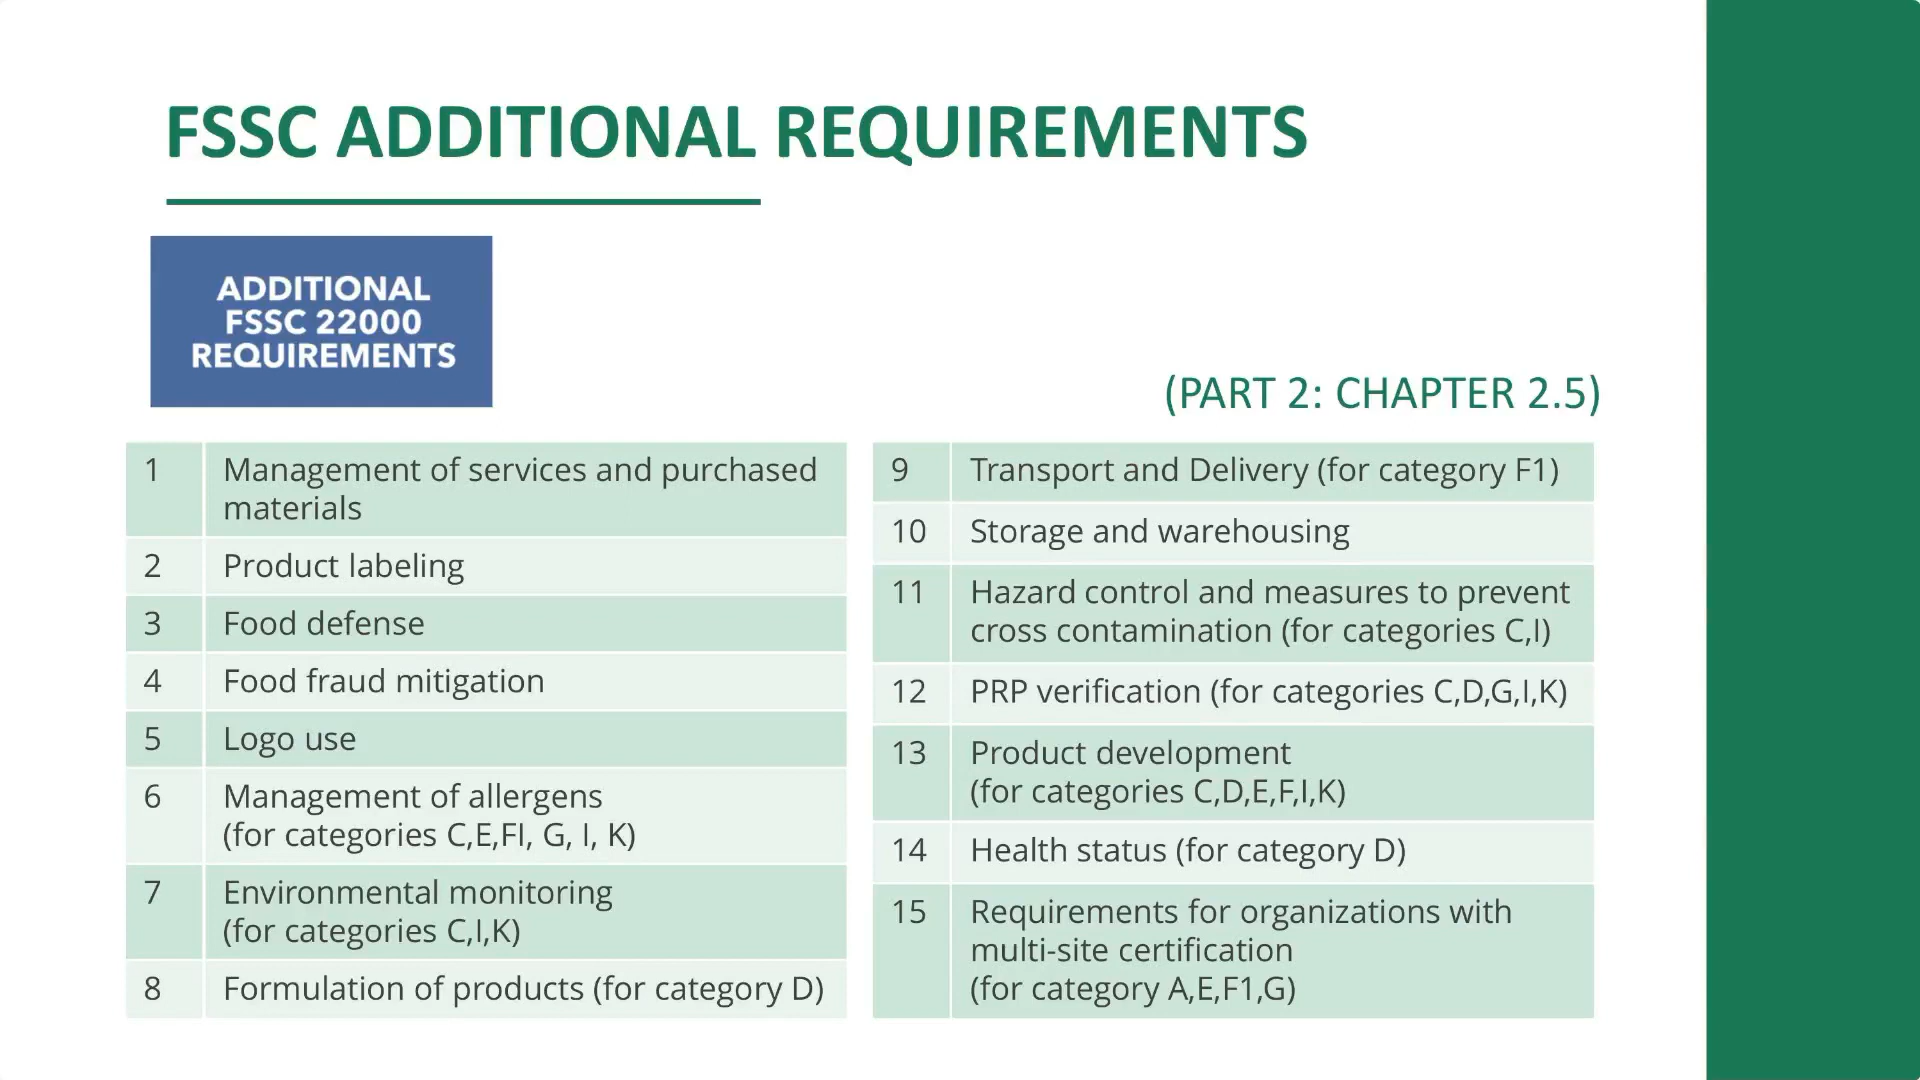 FSSC ADDITIONAL REQUIREMENTS
ADDITIONAL
FSSC 22000
REQUIREMENTS
(PART 2: CHAPTER 2.5)
1 Management of services and purchased
materials
2 Product labeling
3 Food defense
4 Food fraud mitigation
5 Logo use
6 Management of allergens
(for categories C,E,FI, G, I, K)
7 Environmental monitoring
(for categories C,I,K)
8 Formulation of products (for category D)
9 Transport and Delivery (for category F1)
10 Storage and warehousing
11 Hazard control and measures to prevent
cross contamination (for categories C,I)
12 PRP verification (for categories C,D,G,I,K)
13 Product development
(for categories C,D,E,F,I,K)
14 Health status (for category D)
15 Requirements for organizations with
multi-site certification
(for category A,E,F1,G)